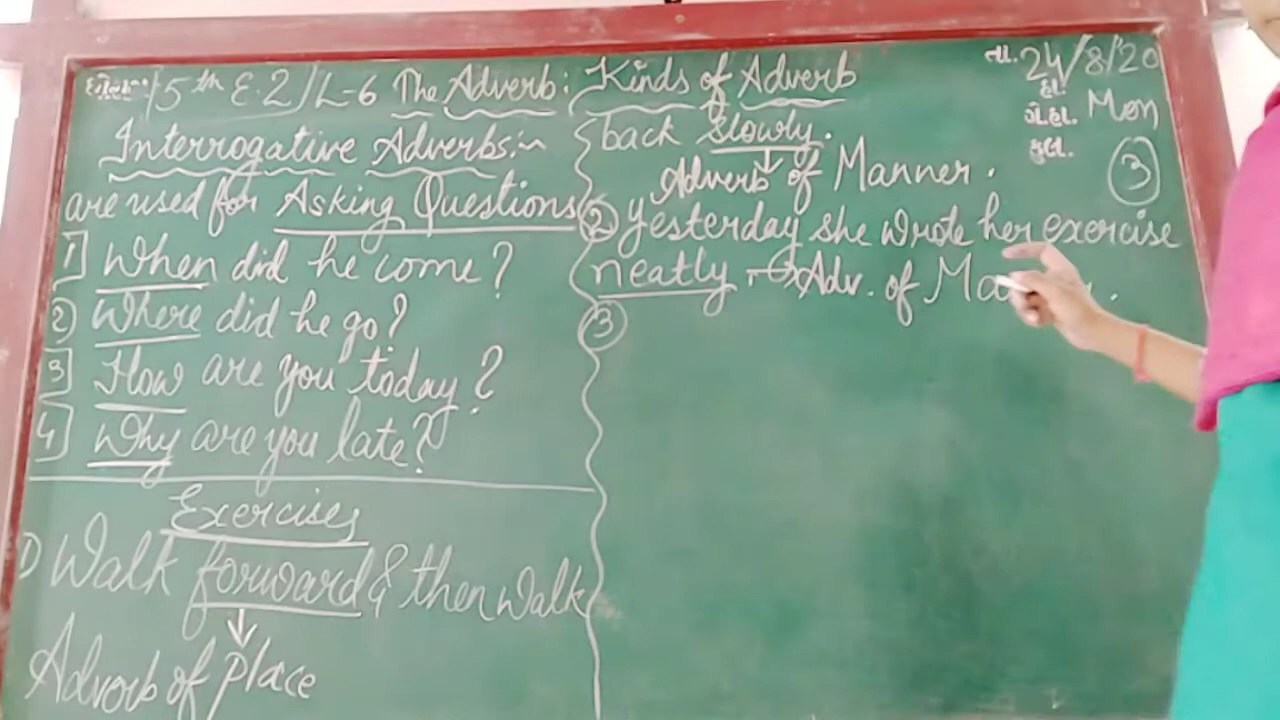 5th E.2 / L-6 The Adverb: Kinds of Adverb
તા. 24/8/20
Mon
3
Interrogative Adverbs:~
are used for Asking Questions
1] When did he come?
2) Where did he go?
3] How are you today?
4] Why are you late?
Exercises
1) Walk forward & then walk
Adverb of place
back slowly.
Adverb of Manner.
2 yesterday she wrote her exercise
neatly → Adv. of
3